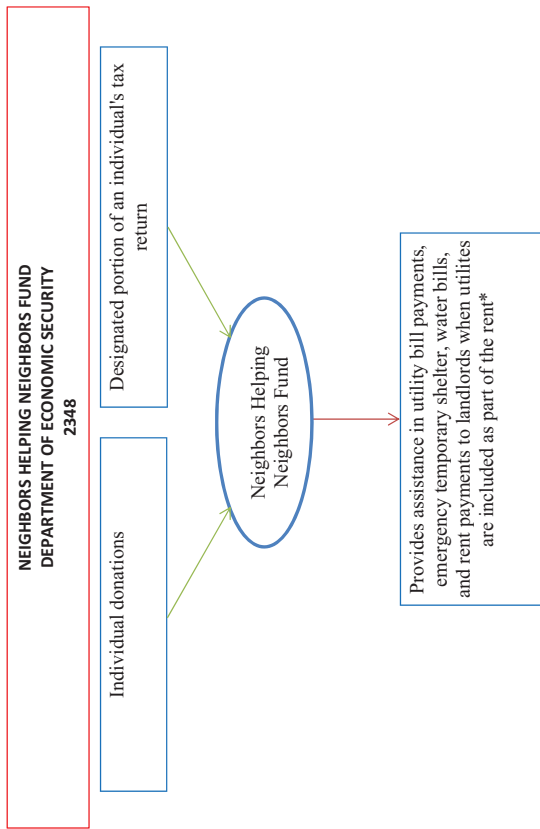 NEIGHBORS HELPING NEIGHBORS FUND
DEPARTMENT OF ECONOMIC SECURITY
2348
Individual donations
Designated portion of an individual's tax
return
Neighbors Helping
Neighbors Fund
Provides assistance in utility bill payments,
emergency temporary shelter, water bills,
and rent payments to landlords when utilites
are included as part of the rent*